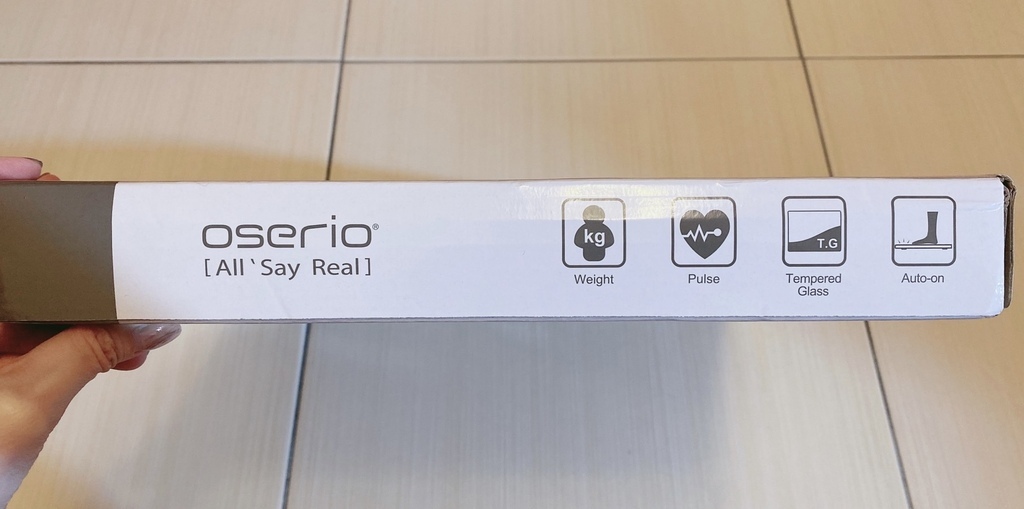 oserio®
[All ‵Say Real]
kg
T.G
Weight
Pulse
Tempered
Glass
Auto-on